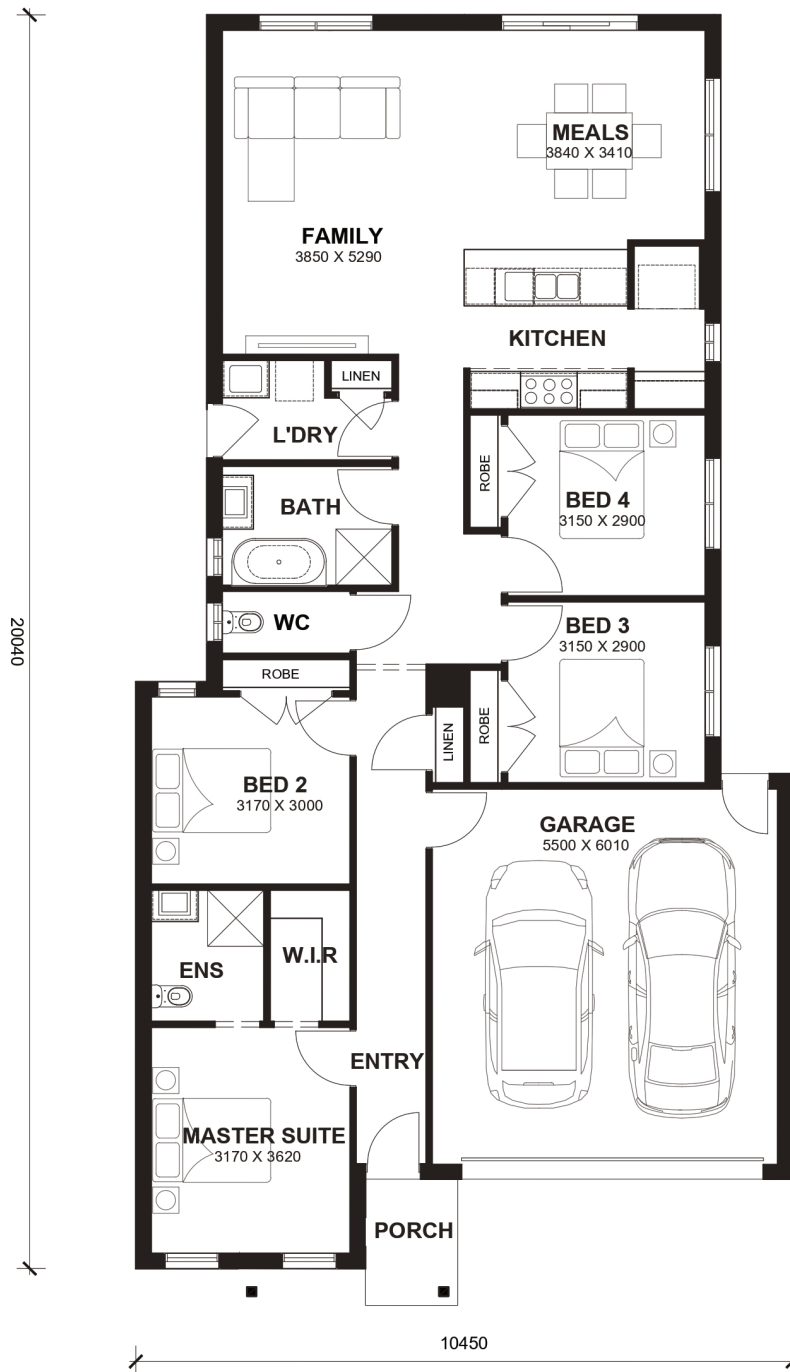 MEALS
3840 X 3410
FAMILY
3850 X 5290
KITCHEN
LINEN
L'DRY
ROBE
BED 4
3150 X 2900
BATH
WC
BED 3
3150 X 2900
20040
ROBE
ROBE
LINEN
BED 2
3170 X 3000
GARAGE
5500 X 6010
ENS
W.I.R
ENTRY
MASTER SUITE
3170 X 3620
PORCH
10450